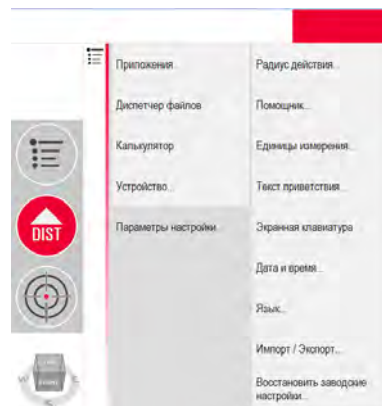 Приложения...
Радиус действия...
Диспетчер файлов
Помощник...
Калькулятор
Единицы измерения...
Устройство...
Текст приветствия...
DIST
Параметры настройки
Экранная клавиатура
Дата и время...
Язык...
Импорт / Экспорт...
Восстановить заводские
настройки...